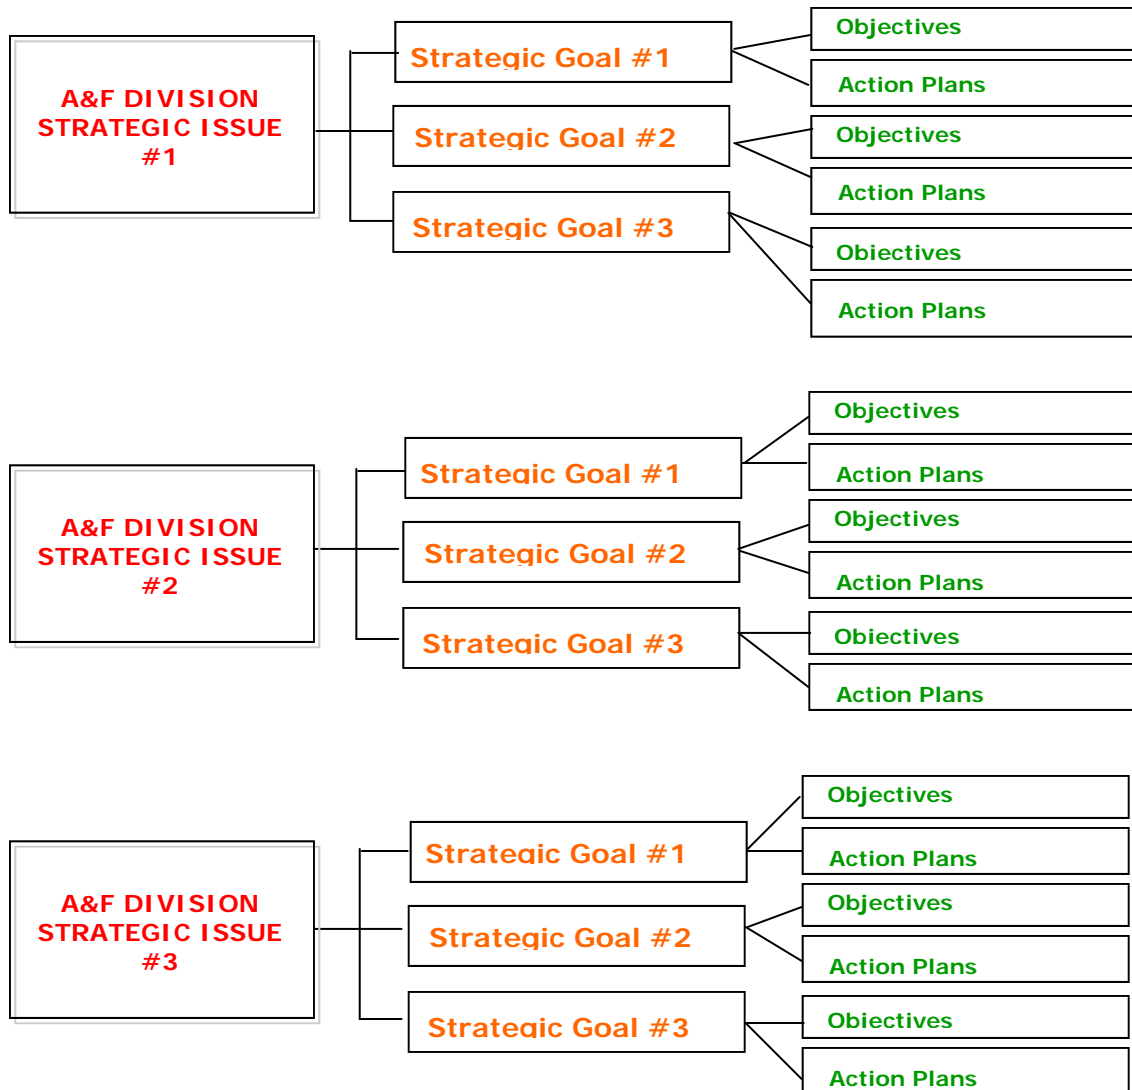 A&F DIVISION
STRATEGIC ISSUE
#1
Strategic Goal #1
Objectives
Action Plans
Strategic Goal #2
Objectives
Action Plans
Strategic Goal #3
Objectives
Action Plans
A&F DIVISION
STRATEGIC ISSUE
#2
Strategic Goal #1
Objectives
Action Plans
Strategic Goal #2
Objectives
Action Plans
Strategic Goal #3
Objectives
Action Plans
A&F DIVISION
STRATEGIC ISSUE
#3
Strategic Goal #1
Objectives
Action Plans
Strategic Goal #2
Objectives
Action Plans
Strategic Goal #3
Objectives
Action Plans